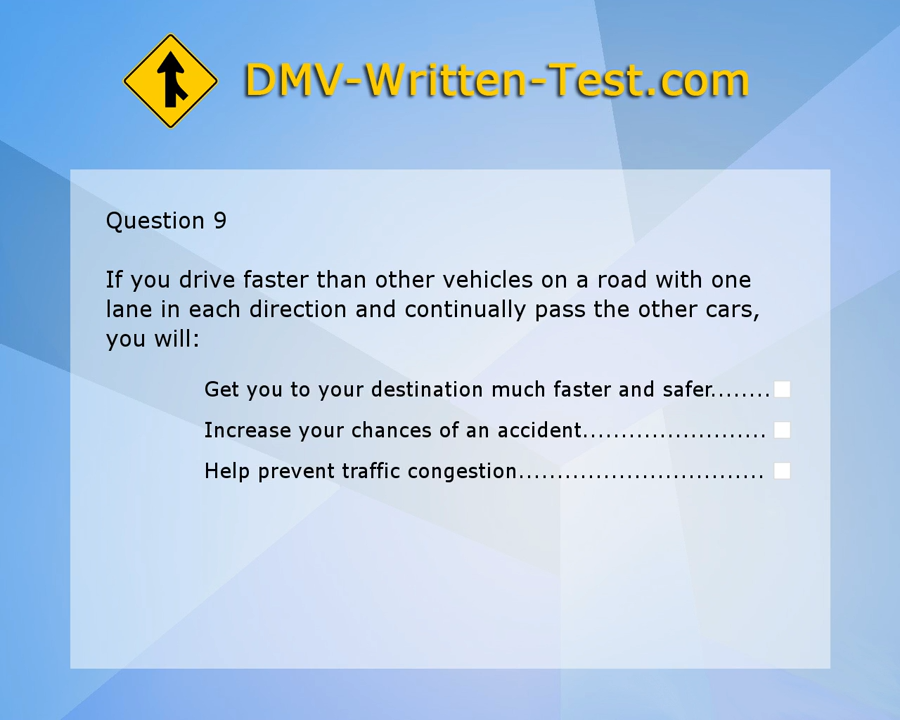 DMV-Written-Test.com
Question 9
If you drive faster than other vehicles on a road with one
lane in each direction and continually pass the other cars,
you will:
Get you to your destination much faster and safer........
Increase your chances of an accident........................
Help prevent traffic congestion................................